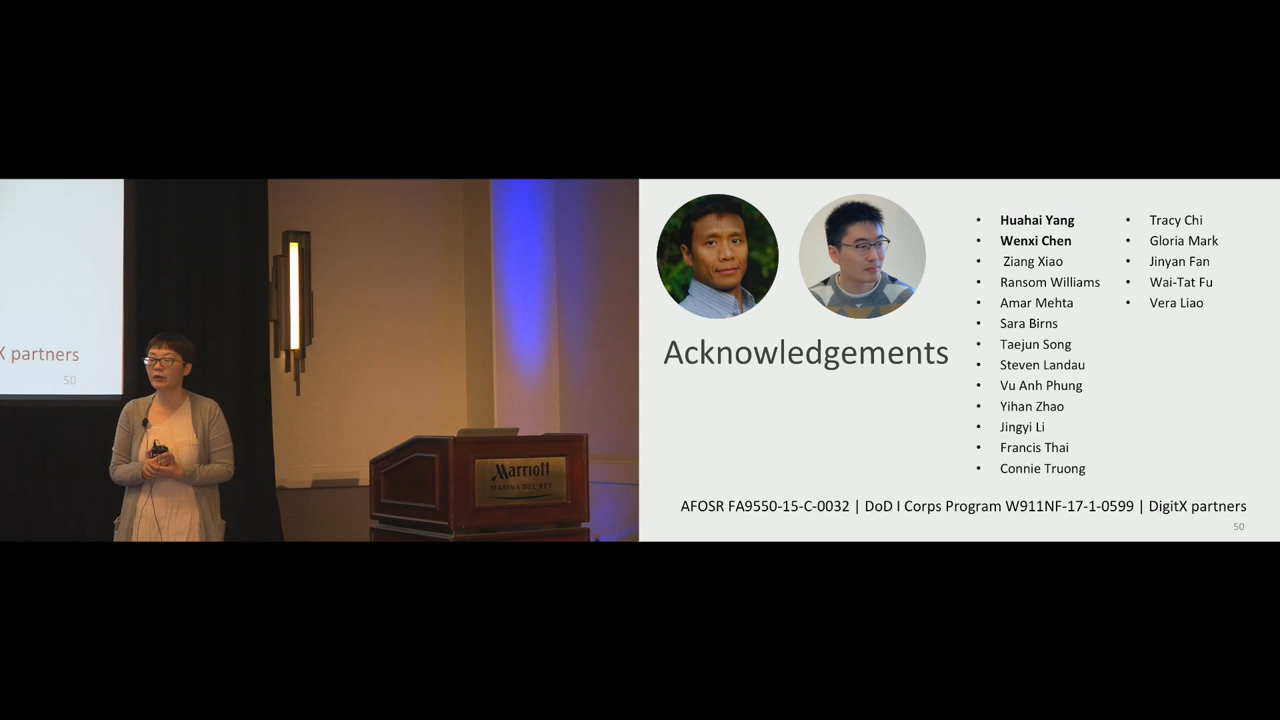 X partners
50
Marriott
MARINA DEL REY
Acknowledgements
• Huahai Yang
• Wenxi Chen
• Ziang Xiao
• Ransom Williams
• Amar Mehta
• Sara Birns
• Taejun Song
• Steven Landau
• Vu Anh Phung
• Yihan Zhao
• Jingyi Li
• Francis Thai
• Connie Truong
• Tracy Chi
• Gloria Mark
• Jinyan Fan
• Wai-Tat Fu
• Vera Liao
AFOSR FA9550-15-C-0032 | DoD I Corps Program W911NF-17-1-0599 | DigitX partners
50